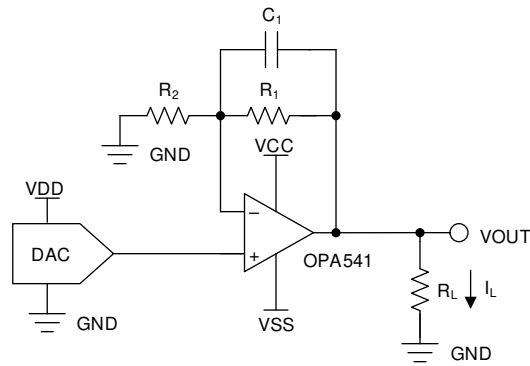 C1
R2
R1
GND
VCC
VDD
−
DAC
+
OPA541
VOUT
RL
IL
GND
VSS
GND